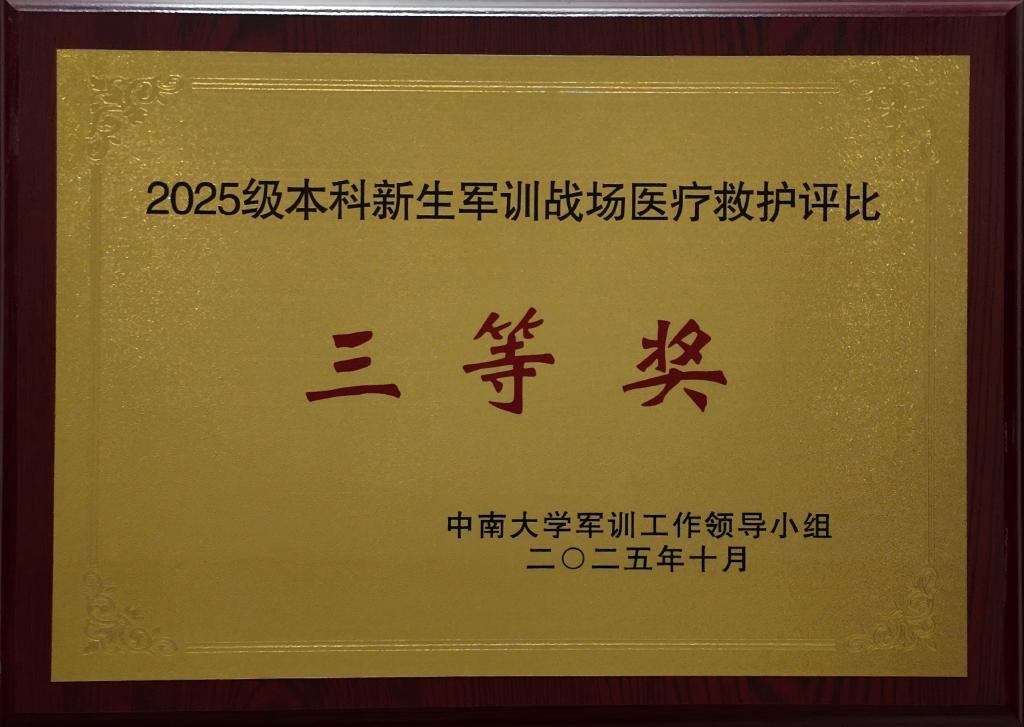 2025级本科新生军训战场医疗救护评比
三等奖
中南大学军训工作领导小组
二〇二五年十月